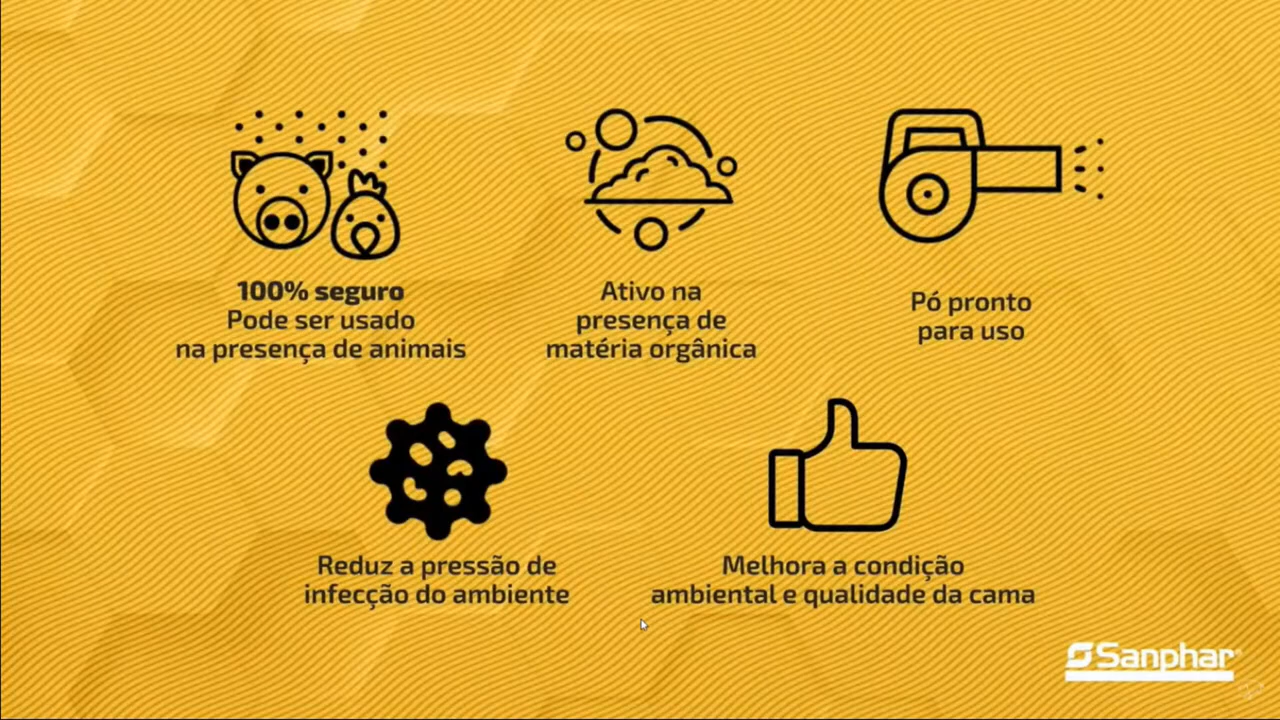 100% seguro
Pode ser usado
na presença de animais
Ativo na
presença de
matéria orgânica
Pó pronto
para uso
Reduz a pressão de
infecção do ambiente
Melhora a condição
ambiental e qualidade da cama
Sanphar®